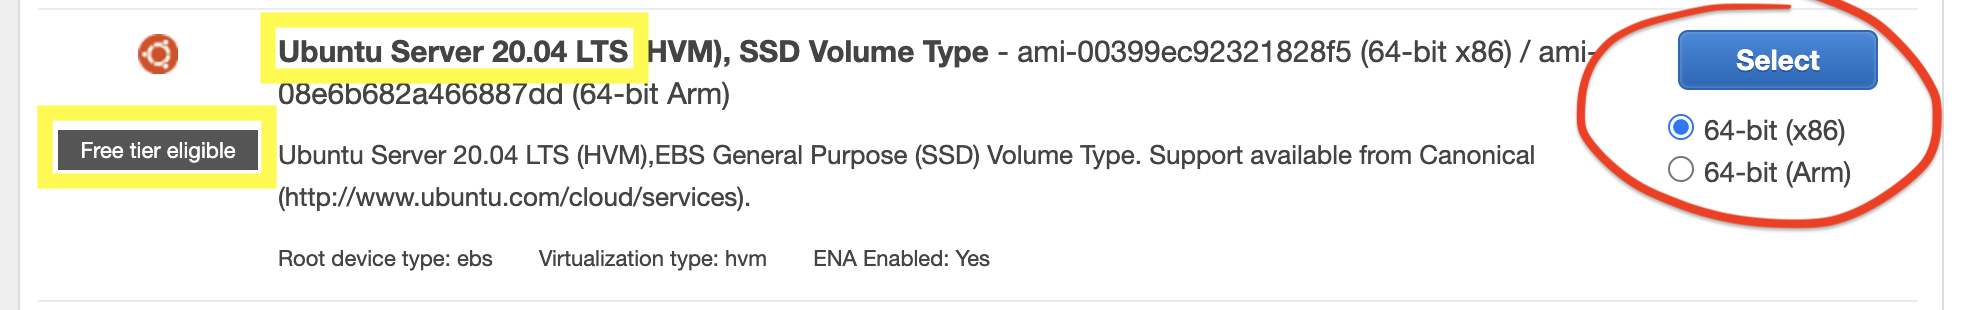 Ubuntu Server 20.04 LTS (HVM), SSD Volume Type - ami-00399ec92321828f5 (64-bit x86) / ami-
08e6b682a466887dd (64-bit Arm)
Select
64-bit (x86)
64-bit (Arm)
Free tier eligible
Ubuntu Server 20.04 LTS (HVM),EBS General Purpose (SSD) Volume Type. Support available from Canonical
(http://www.ubuntu.com/cloud/services).
Root device type: ebs Virtualization type: hvm ENA Enabled: Yes